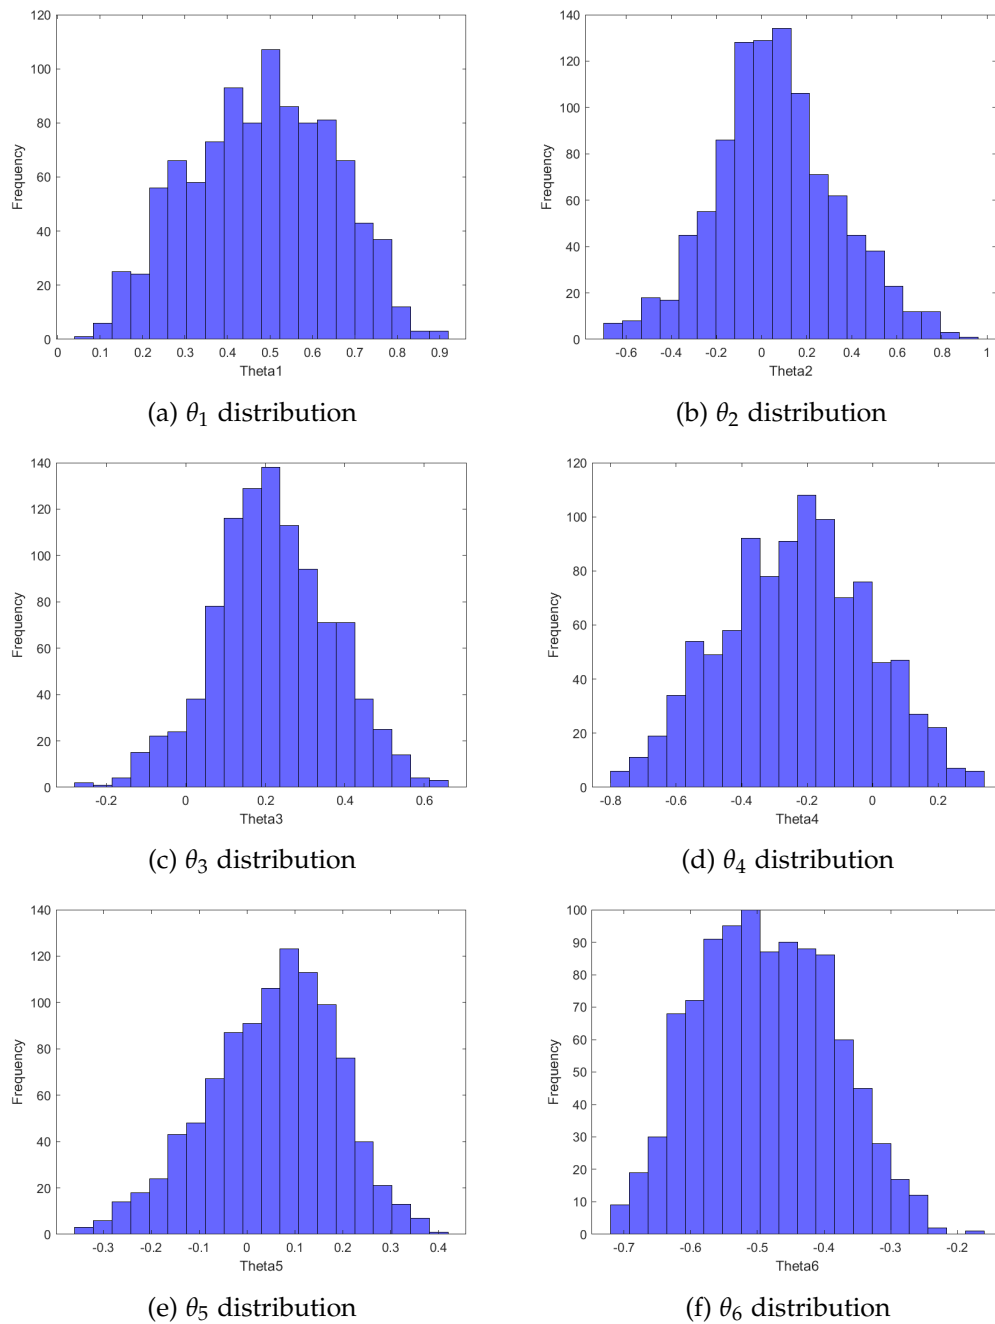 120
100
80
60
40
20
0
Frequency
0 0.1 0.2 0.3 0.4 0.5 0.6 0.7 0.8 0.9
Theta1
(a) θ₁ distribution
140
120
100
80
60
40
20
0
Frequency
-0.6 -0.4 -0.2 0 0.2 0.4 0.6 0.8 1
Theta2
(b) θ₂ distribution
140
120
100
80
60
40
20
0
Frequency
-0.2 0 0.2 0.4 0.6
Theta3
(c) θ₃ distribution
120
100
80
60
40
20
0
Frequency
-0.8 -0.6 -0.4 -0.2 0 0.2
Theta4
(d) θ₄ distribution
140
120
100
80
60
40
20
0
Frequency
-0.3 -0.2 -0.1 0 0.1 0.2 0.3 0.4
Theta5
(e) θ₅ distribution
100
90
80
70
60
50
40
30
20
10
0
Frequency
-0.7 -0.6 -0.5 -0.4 -0.3 -0.2
Theta6
(f) θ₆ distribution